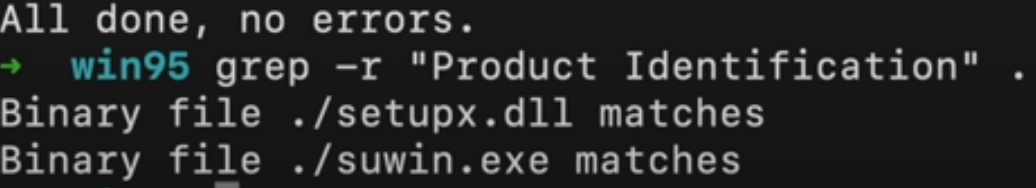 All done, no errors.
→ win95 grep -r "Product Identification" .
Binary file ./setupx.dll matches
Binary file ./suwin.exe matches